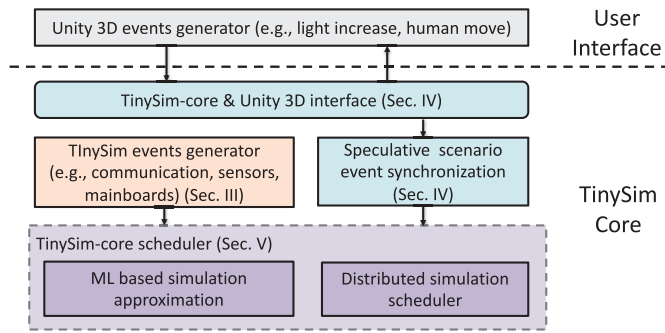 Unity 3D events generator (e.g., light increase, human move)
User
Interface
TinySim-core & Unity 3D interface (Sec. IV)
TInySim events generator
(e.g., communication, sensors,
mainboards) (Sec. III)
Speculative scenario
event synchronization
(Sec. IV)
TinySim
Core
TinySim-core scheduler (Sec. V)
ML based simulation
approximation
Distributed simulation
scheduler